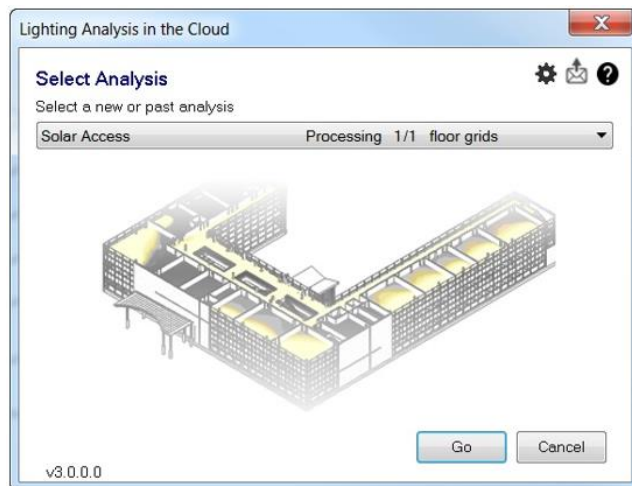 Lighting Analysis in the Cloud
Select Analysis
Select a new or past analysis
Solar Access Processing 1/1 floor grids
Go Cancel
v3.0.0.0